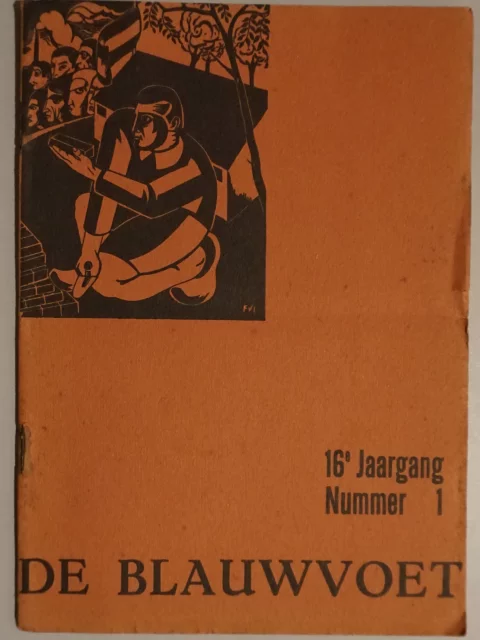 16e Jaargang
Nummer 1
DE BLAUWVOET